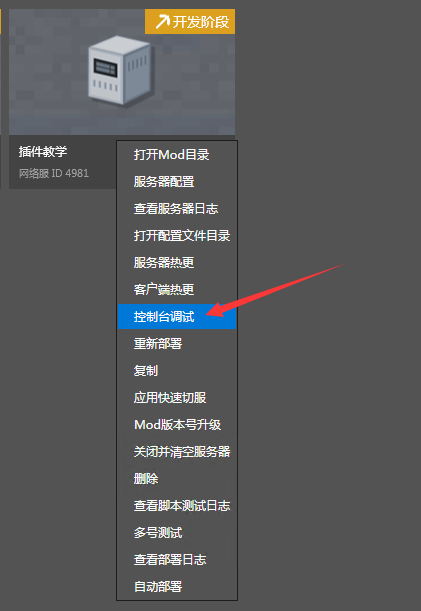 开发阶段
插件教学
网络服 ID 4981
打开Mod目录
服务器配置
查看服务器日志
打开配置文件目录
服务器热更
客户端热更
控制台调试
重新部署
复制
应用快速切服
Mod版本号升级
关闭并清空服务器
删除
查看脚本测试日志
多号测试
查看部署日志
自动部署